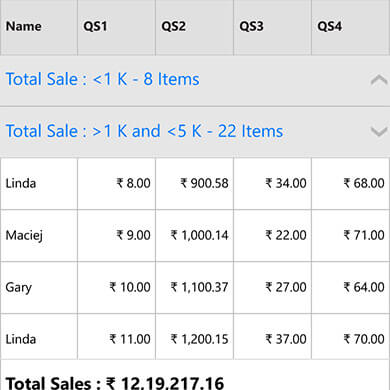 Name QS1 QS2 QS3 QS4
Total Sale : <1 K - 8 Items
Total Sale : >1 K and <5 K - 22 Items
Linda ₹ 8.00 ₹ 900.58 ₹ 34.00 ₹ 68.00
Maciej ₹ 9.00 ₹ 1,000.14 ₹ 22.00 ₹ 71.00
Gary ₹ 10.00 ₹ 1,100.37 ₹ 27.00 ₹ 64.00
Linda ₹ 11.00 ₹ 1,200.15 ₹ 37.00 ₹ 70.00
Total Sales : ₹ 12,19,217.16